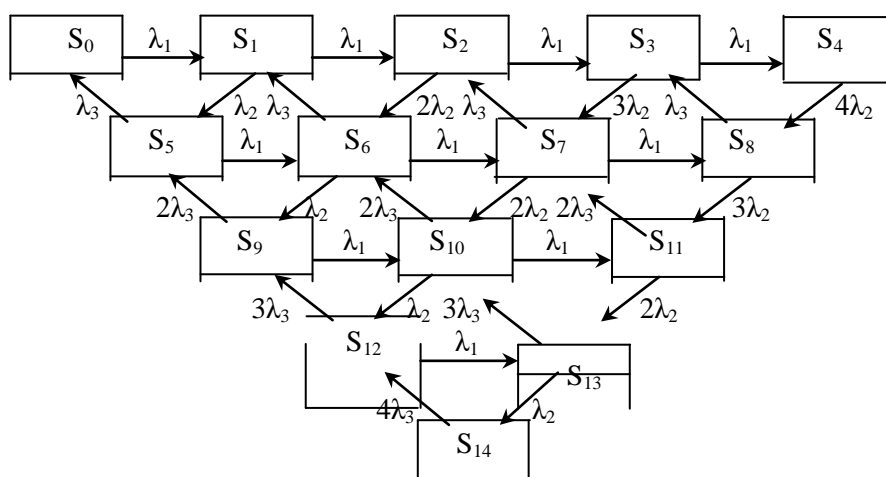 S0 λ1 S1 λ1 S2 λ1 S3 λ1 S4
λ3 λ2 λ3 2λ2 λ3 3λ2 λ3 4λ2
S5 λ1 S6 λ1 S7 λ1 S8
2λ3 λ2 2λ3 2λ2 2λ3 3λ2
S9 λ1 S10 λ1 S11
3λ3 λ2 3λ3 2λ2
S12 λ1 S13
4λ3 λ2
S14